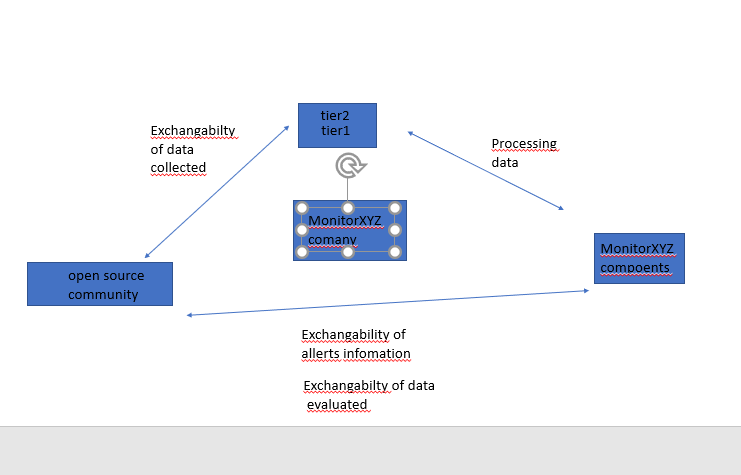 tier2
tier1
Exchangabilty
of data
collected
Processing
data
MonitorXYZ
comany
MonitorXYZ
compoents
open source
community
Exchangability of
allerts infomation
Exchangabilty of data
evaluated